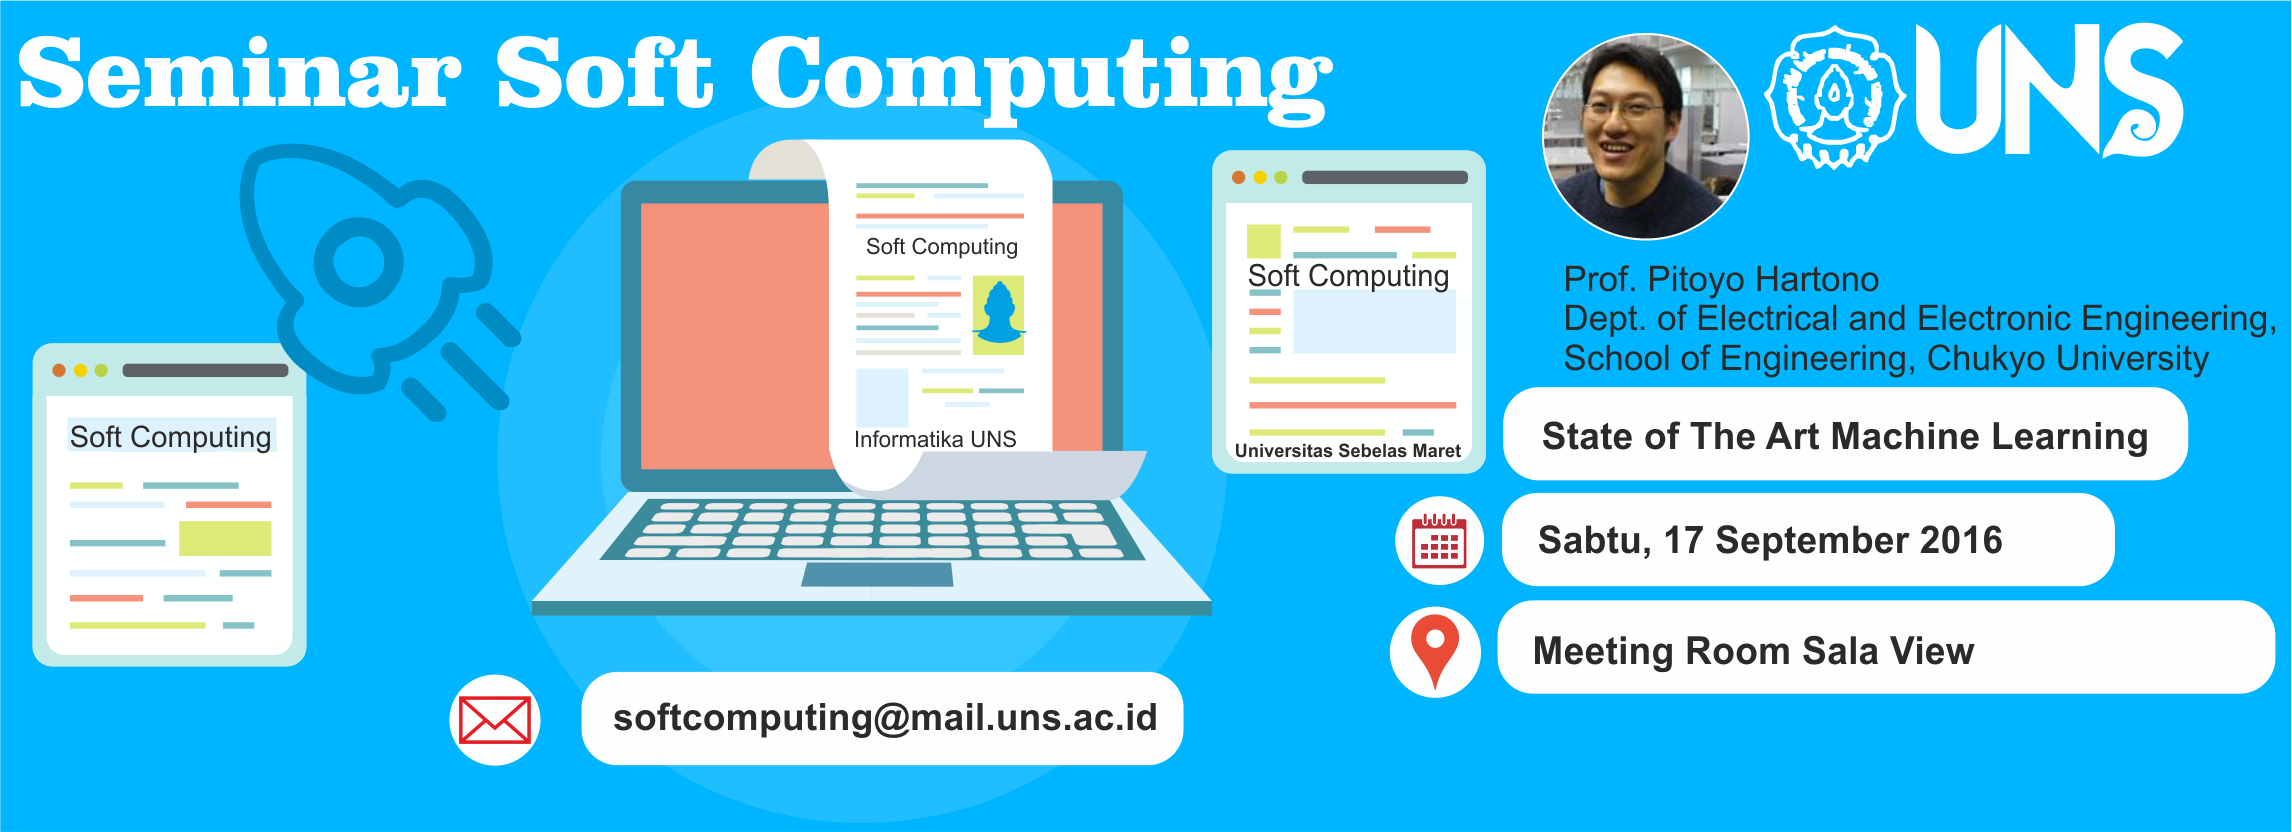 Seminar Soft Computing
UNS
Soft Computing
Informatika UNS
Soft Computing
Universitas Sebelas Maret
Soft Computing
Prof. Pitoyo Hartono
Dept. of Electrical and Electronic Engineering,
School of Engineering, Chukyo University
State of The Art Machine Learning
Sabtu, 17 September 2016
Meeting Room Sala View
softcomputing@mail.uns.ac.id